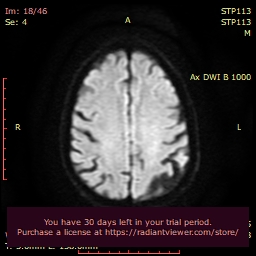 Im: 18/46
Se: 4
A
STP113
STP113
M
Ax DWI B 1000
R
L
You have 30 days left in your trial period.
Purchase a license at https://radiantviewer.com/store/